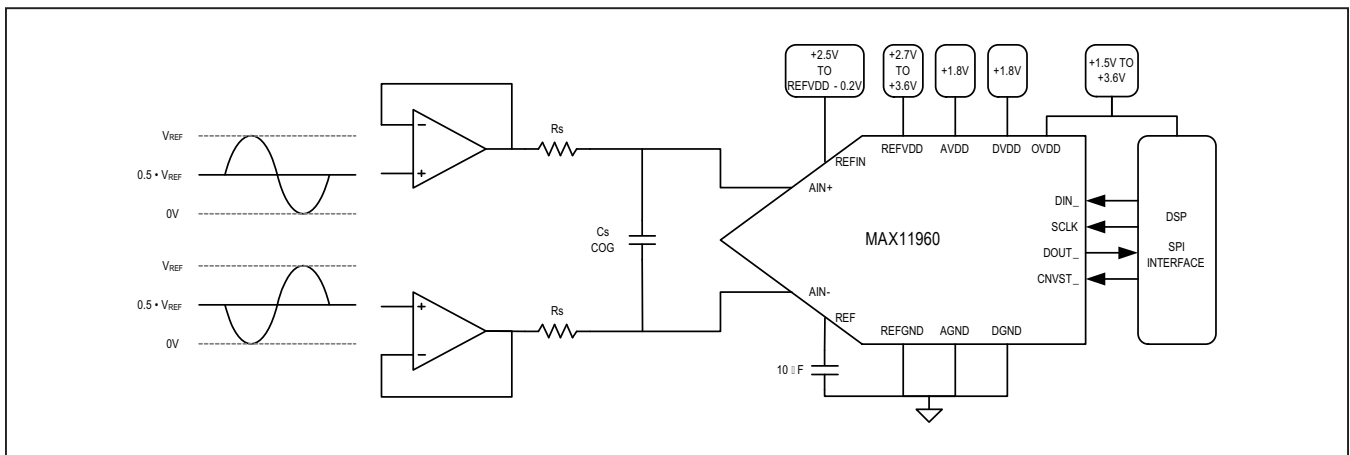 +2.5V
TO
REFVDD - 0.2V
+2.7V
TO
+3.6V
+1.8V
+1.8V
+1.5V TO
+3.6V
VREF
0.5 • VREF
0V
VREF
0.5 • VREF
0V
-
+
Rs
+
-
Rs
Cs
COG
REFIN
REFVDD
AVDD
DVDD
OVDD
AIN+
MAX11960
AIN-
REF
REFGND
AGND
DGND
DIN_
SCLK
DOUT_
CNVST_
DSP
SPI
INTERFACE
10 F